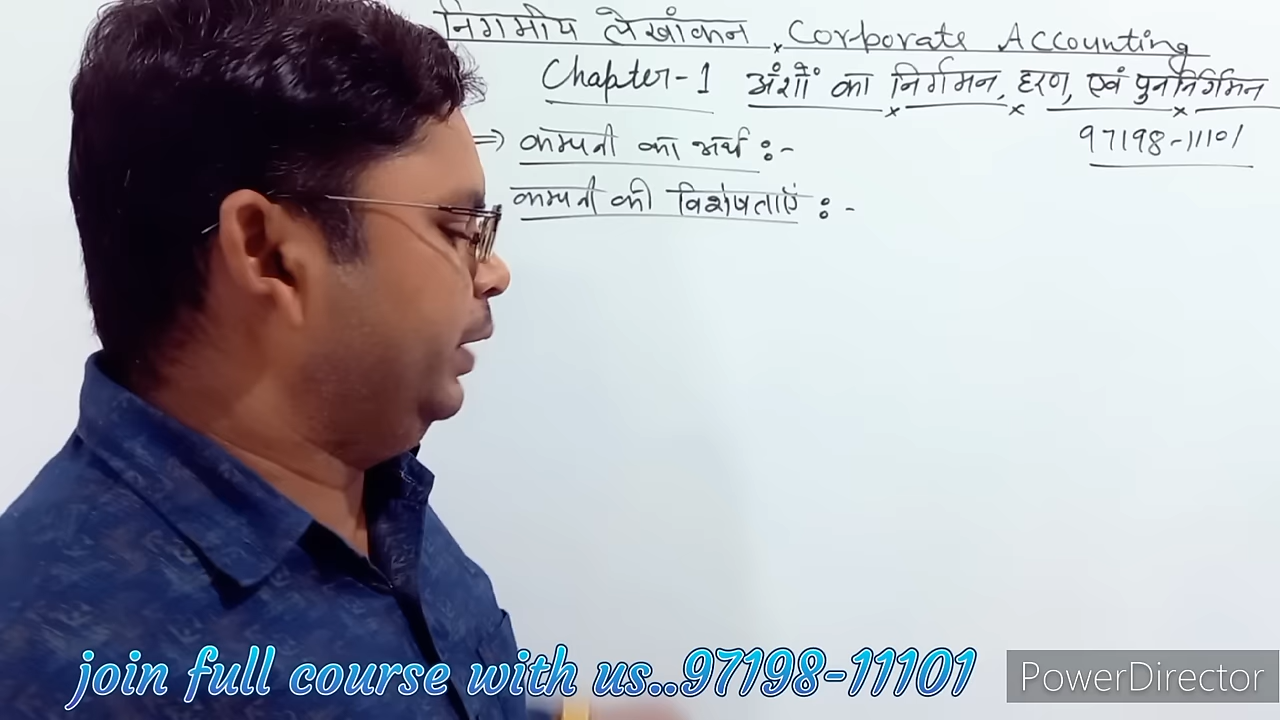 निगमीय लेखांकन Corporate Accounting
Chapter-1 अंशों का निर्गमन, हरण, एवं पुनर्निर्गमन
97198-11101
⇒ कम्पनी का अर्थ :-
कम्पनी की विशेषताएँ :-
join full course with us..97198-11101
PowerDirector